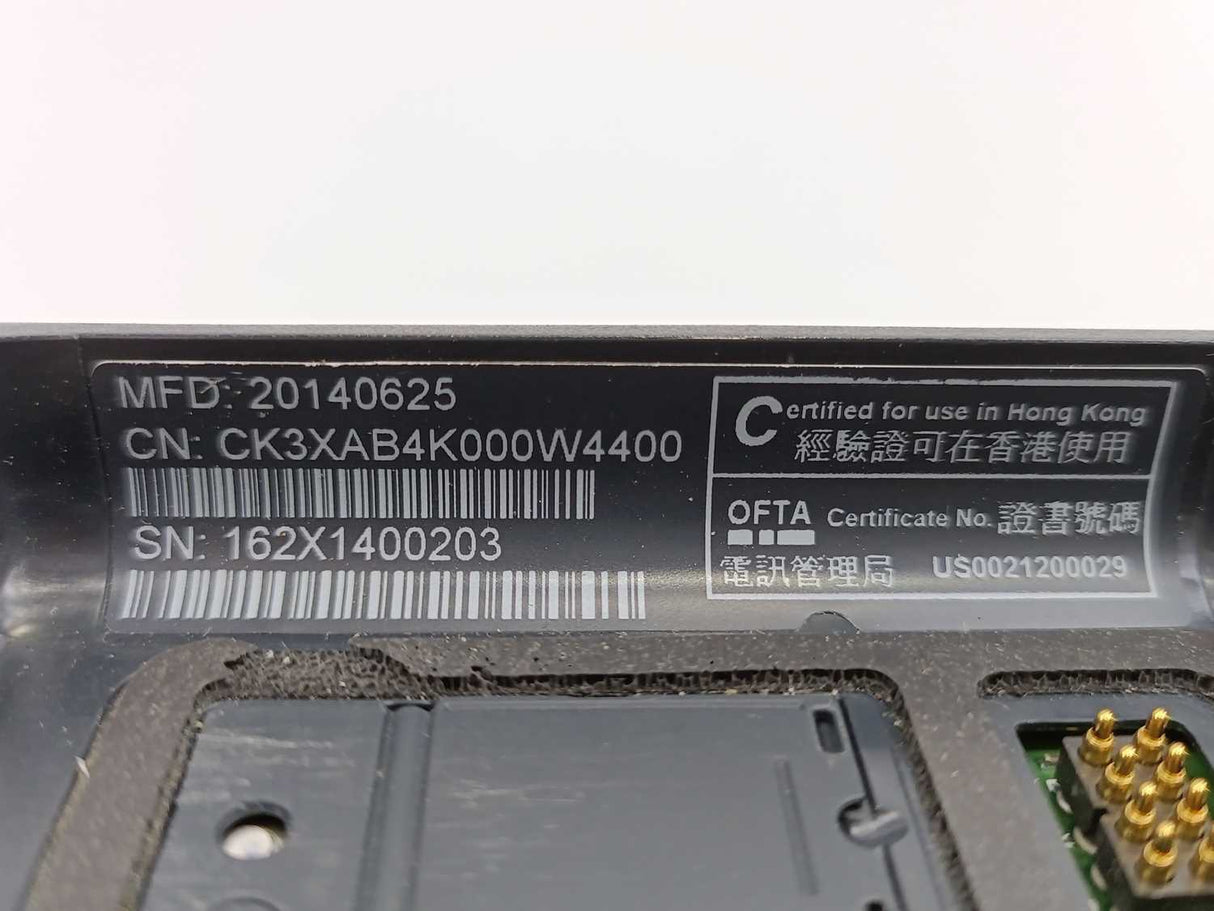 MFD: 20140625
CN: CK3XAB4K000W4400
SN: 162X1400203
Certified for use in Hong Kong
經驗證可在香港使用
OFTA Certificate No. 證書號碼
電訊管理局 US0021200029